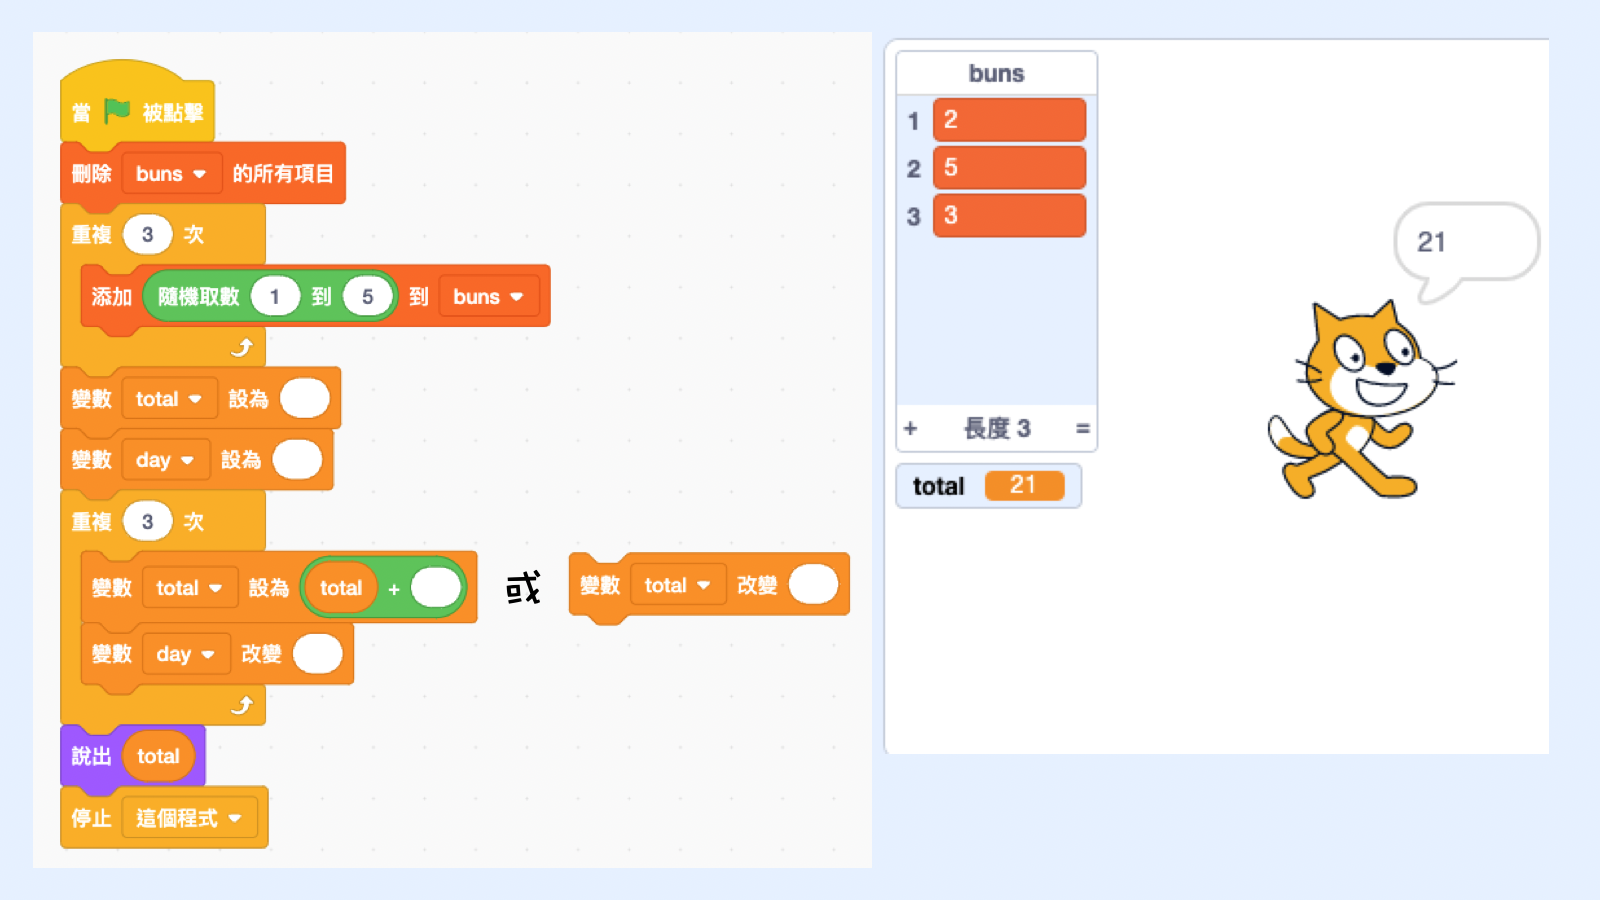 當 被點擊
刪除 buns 的所有項目
重複 3 次
添加 隨機取數 1 到 5 到 buns
變數 total 設為
變數 day 設為
重複 3 次
變數 total 設為 total +
或
變數 total 改變
變數 day 改變
說出 total
停止 這個程式
buns
1 2
2 5
3 3
+ 長度 3 =
total 21
21